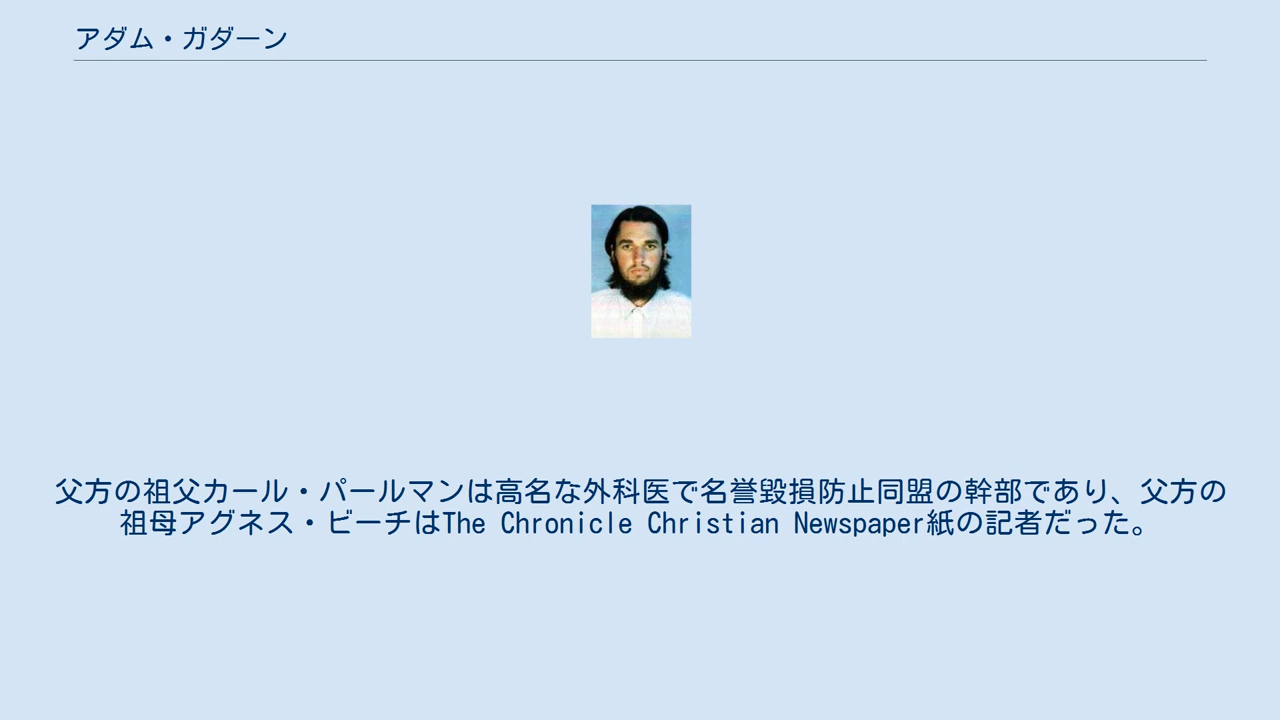 アダム・ガダーン
父方の祖父カール・パールマンは高名な外科医で名誉毀損防止同盟の幹部であり、父方の
祖母アグネス・ビーチはThe Chronicle Christian Newspaper紙の記者だった。